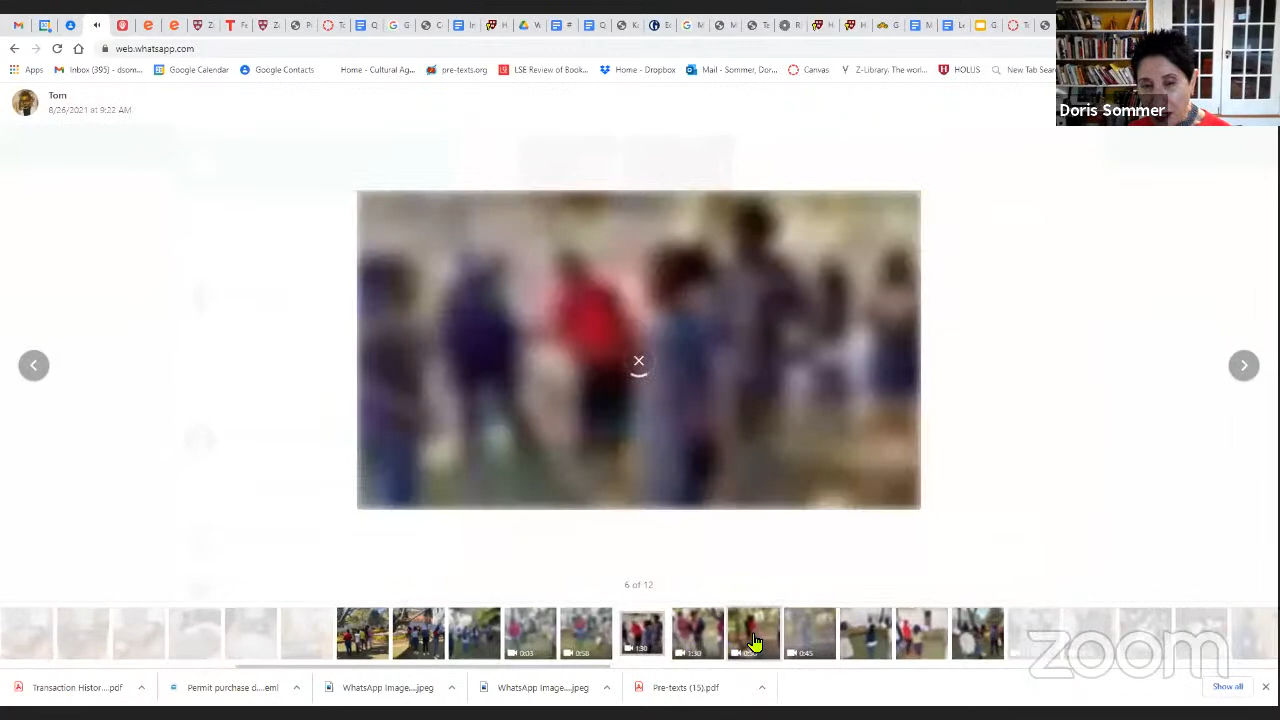 web.whatsapp.com
Apps
Inbox (395) - dsom...
Google Calendar
Google Contacts
pre-texts.org
LSE Review of Book...
Home - Dropbox
Mail - Sommer, Dor...
Canvas
Z-Library. The worl...
HOLLIS
New Tab Sear
Doris Sommer
Tom
8/26/2021 at 9:22 AM
6 of 12
0:03
0:58
1:30
1:30
0:45
zoom
Transaction Histor....pdf
Permit purchase d....eml
WhatsApp Image....jpeg
WhatsApp Image....jpeg
Pre-texts (15).pdf
Show all